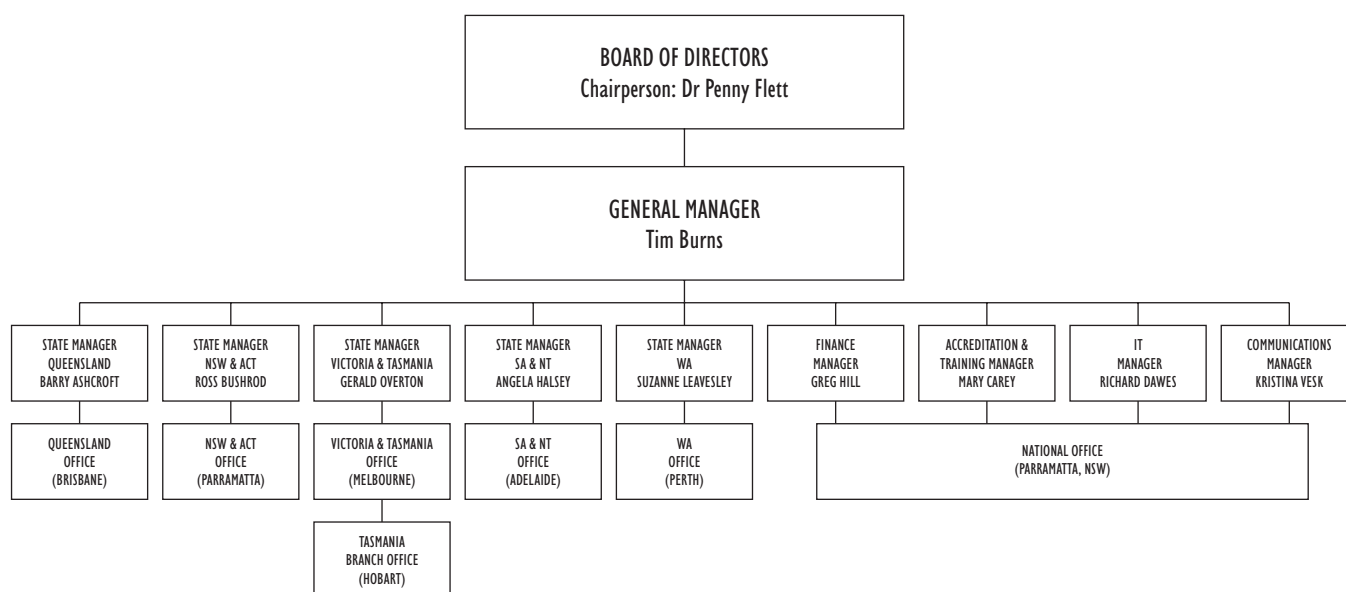 BOARD OF DIRECTORS
Chairperson: Dr Penny Flett
GENERAL MANAGER
Tim Burns
STATE MANAGER
QUEENSLAND
BARRY ASHCROFT
STATE MANAGER
NSW & ACT
ROSS BUSHROD
STATE MANAGER
VICTORIA & TASMANIA
GERALD OVERTON
STATE MANAGER
SA & NT
ANGELA HALSEY
STATE MANAGER
WA
SUZANNE LEAVESLEY
FINANCE
MANAGER
GREG HILL
ACCREDITATION &
TRAINING MANAGER
MARY CAREY
IT
MANAGER
RICHARD DAWES
COMMUNICATIONS
MANAGER
KRISTINA VESK
QUEENSLAND
OFFICE
(BRISBANE)
NSW & ACT
OFFICE
(PARRAMATTA)
VICTORIA & TASMANIA
OFFICE
(MELBOURNE)
SA & NT
OFFICE
(ADELAIDE)
WA
OFFICE
(PERTH)
NATIONAL OFFICE
(PARRAMATTA, NSW)
TASMANIA
BRANCH OFFICE
(HOBART)